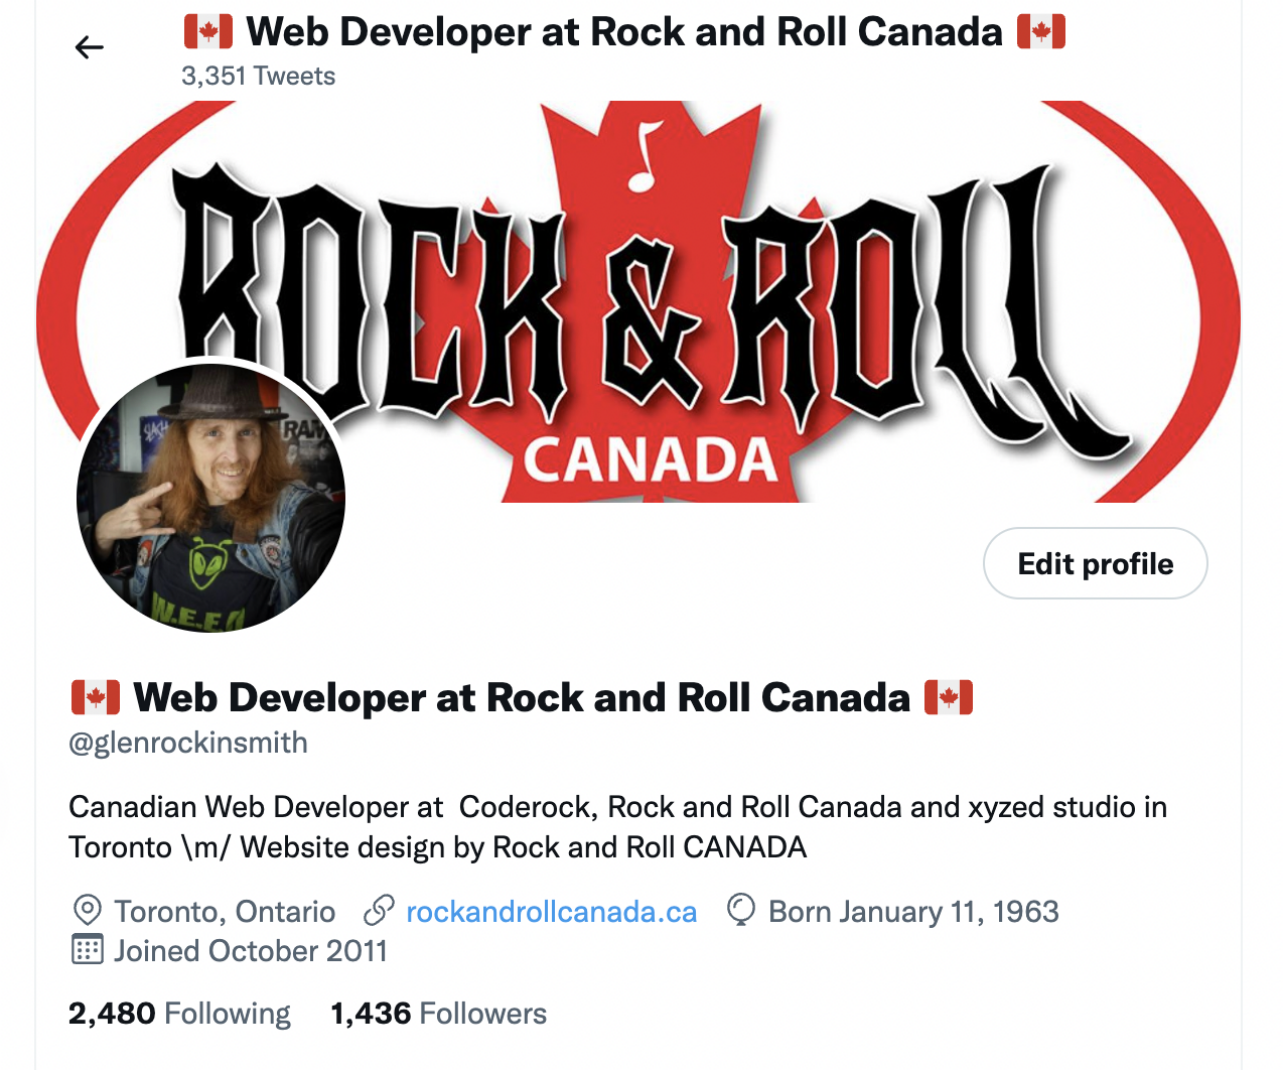 🇨🇦 Web Developer at Rock and Roll Canada 🇨🇦
3,351 Tweets
ROCK & ROLL
CANADA
W.E.E.D
Edit profile
🇨🇦 Web Developer at Rock and Roll Canada 🇨🇦
@glenrockinsmith
Canadian Web Developer at  Coderock, Rock and Roll Canada and xyzed studio in
Toronto \m/ Website design by Rock and Roll CANADA
Toronto, Ontario rockandrollcanada.ca Born January 11, 1963
Joined October 2011
2,480 Following 1,436 Followers